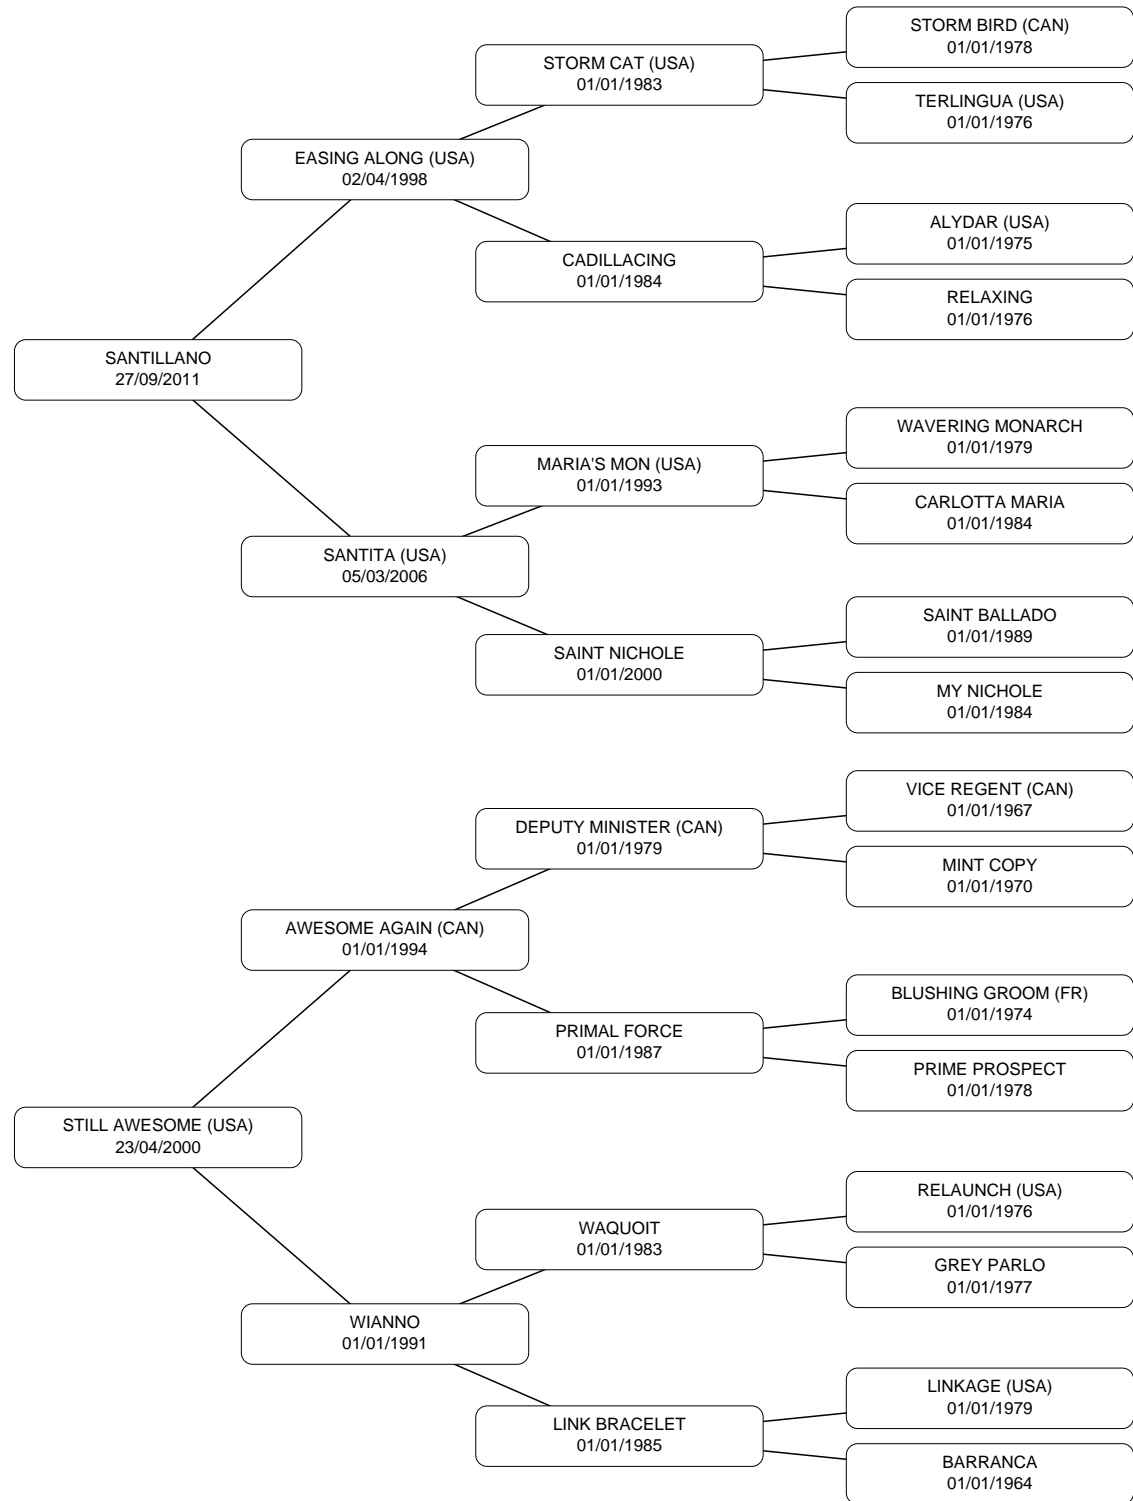 STORM BIRD (CAN)
01/01/1978
STORM CAT (USA)
01/01/1983
TERLINGUA (USA)
01/01/1976
EASING ALONG (USA)
02/04/1998
ALYDAR (USA)
01/01/1975
CADILLACING
01/01/1984
RELAXING
01/01/1976
SANTILLANO
27/09/2011
WAVERING MONARCH
01/01/1979
MARIA'S MON (USA)
01/01/1993
CARLOTTA MARIA
01/01/1984
SANTITA (USA)
05/03/2006
SAINT BALLADO
01/01/1989
SAINT NICHOLE
01/01/2000
MY NICHOLE
01/01/1984
VICE REGENT (CAN)
01/01/1967
DEPUTY MINISTER (CAN)
01/01/1979
MINT COPY
01/01/1970
AWESOME AGAIN (CAN)
01/01/1994
BLUSHING GROOM (FR)
01/01/1974
PRIMAL FORCE
01/01/1987
PRIME PROSPECT
01/01/1978
STILL AWESOME (USA)
23/04/2000
RELAUNCH (USA)
01/01/1976
WAQUOIT
01/01/1983
GREY PARLO
01/01/1977
WIANNO
01/01/1991
LINKAGE (USA)
01/01/1979
LINK BRACELET
01/01/1985
BARRANCA
01/01/1964